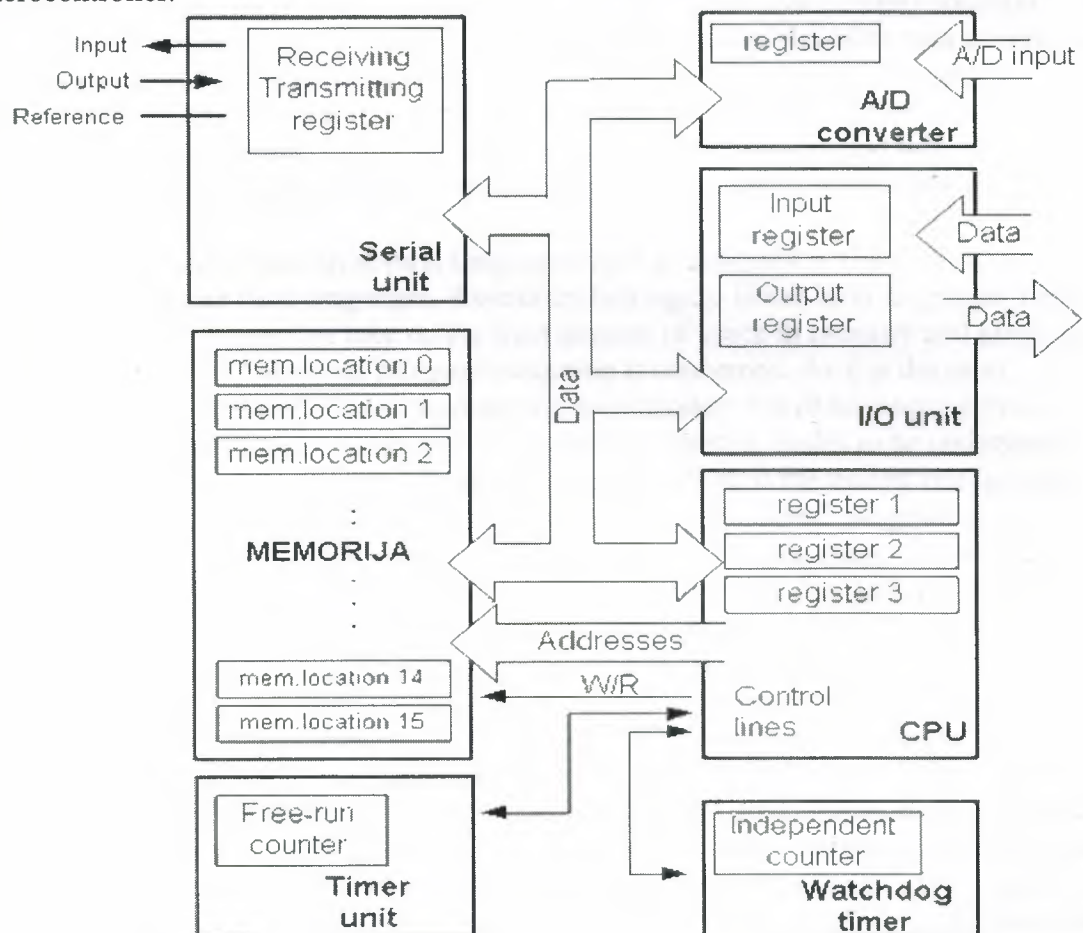 Input
Output
Reference
Receiving
Transmitting
register
Serial
unit
register
A/D input
A/D
converter
Input
register
Data
Output
register
Data
I/O unit
Data
mem.location 0
mem.location 1
mem.location 2
MEMORIJA
mem.location 14
mem.location 15
register 1
register 2
register 3
Addresses
W/R
Control
lines
CPU
Free-run
counter
Timer
unit
Independent
counter
Watchdog
timer